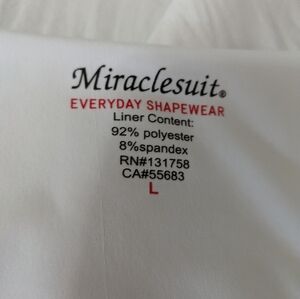 Miraclesuit®
EVERYDAY SHAPEWEAR
Liner Content:
92% polyester
8%spandex
RN#131758
CA#55683
L